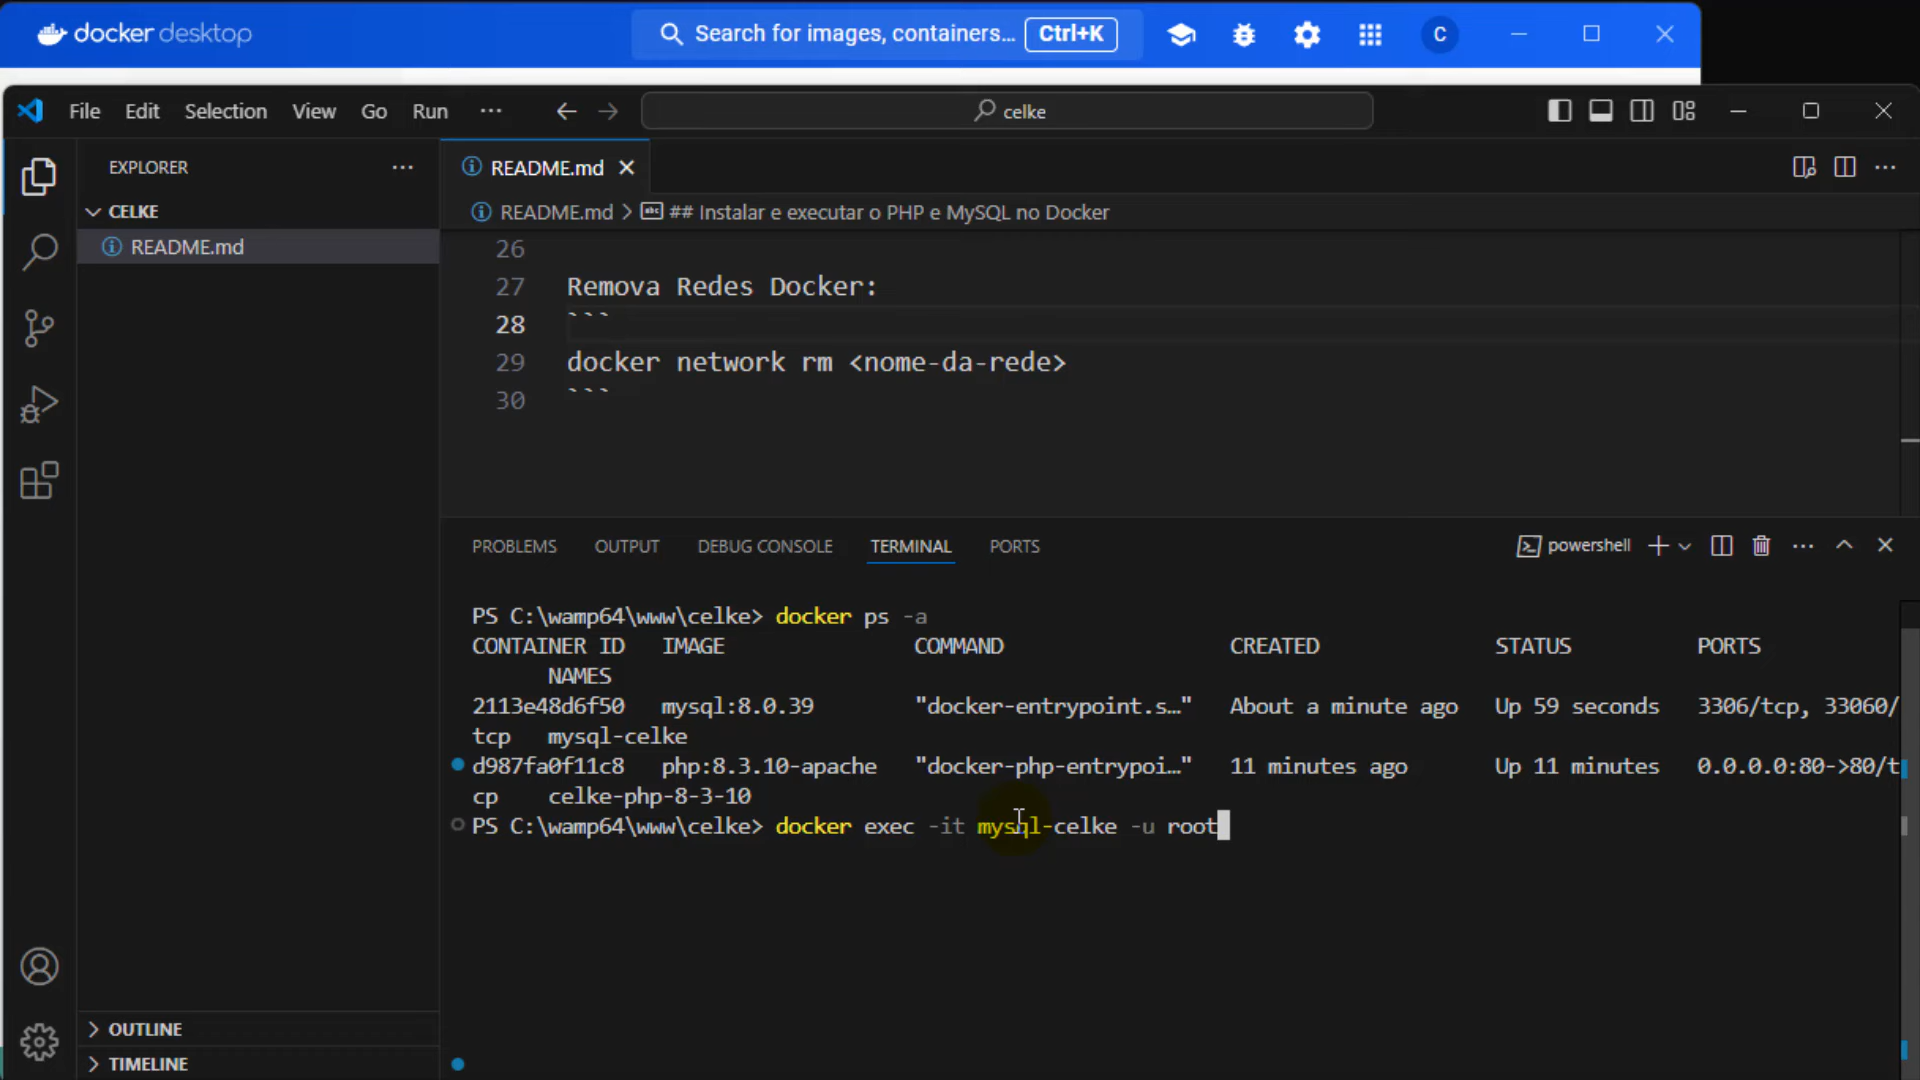 docker desktop
Search for images, containers... Ctrl+K
C
File Edit Selection View Go Run ...
celke
EXPLORER
README.md
CELKE
README.md > ## Instalar e executar o PHP e MySQL no Docker
README.md
26
27 Remova Redes Docker:
28 ```
29 docker network rm <nome-da-rede>
30 ```
PROBLEMS OUTPUT DEBUG CONSOLE TERMINAL PORTS
powershell
PS C:\wamp64\www\celke> docker ps -a
CONTAINER ID IMAGE COMMAND CREATED STATUS PORTS
NAMES
2113e48d6f50 mysql:8.0.39 "docker-entrypoint.s…" About a minute ago Up 59 seconds 3306/tcp, 33060/
tcp mysql-celke
d987fa0f11c8 php:8.3.10-apache "docker-php-entrypoi…" 11 minutes ago Up 11 minutes 0.0.0.0:80->80/t
cp celke-php-8-3-10
PS C:\wamp64\www\celke> docker exec -it mysql-celke -u root
OUTLINE
TIMELINE